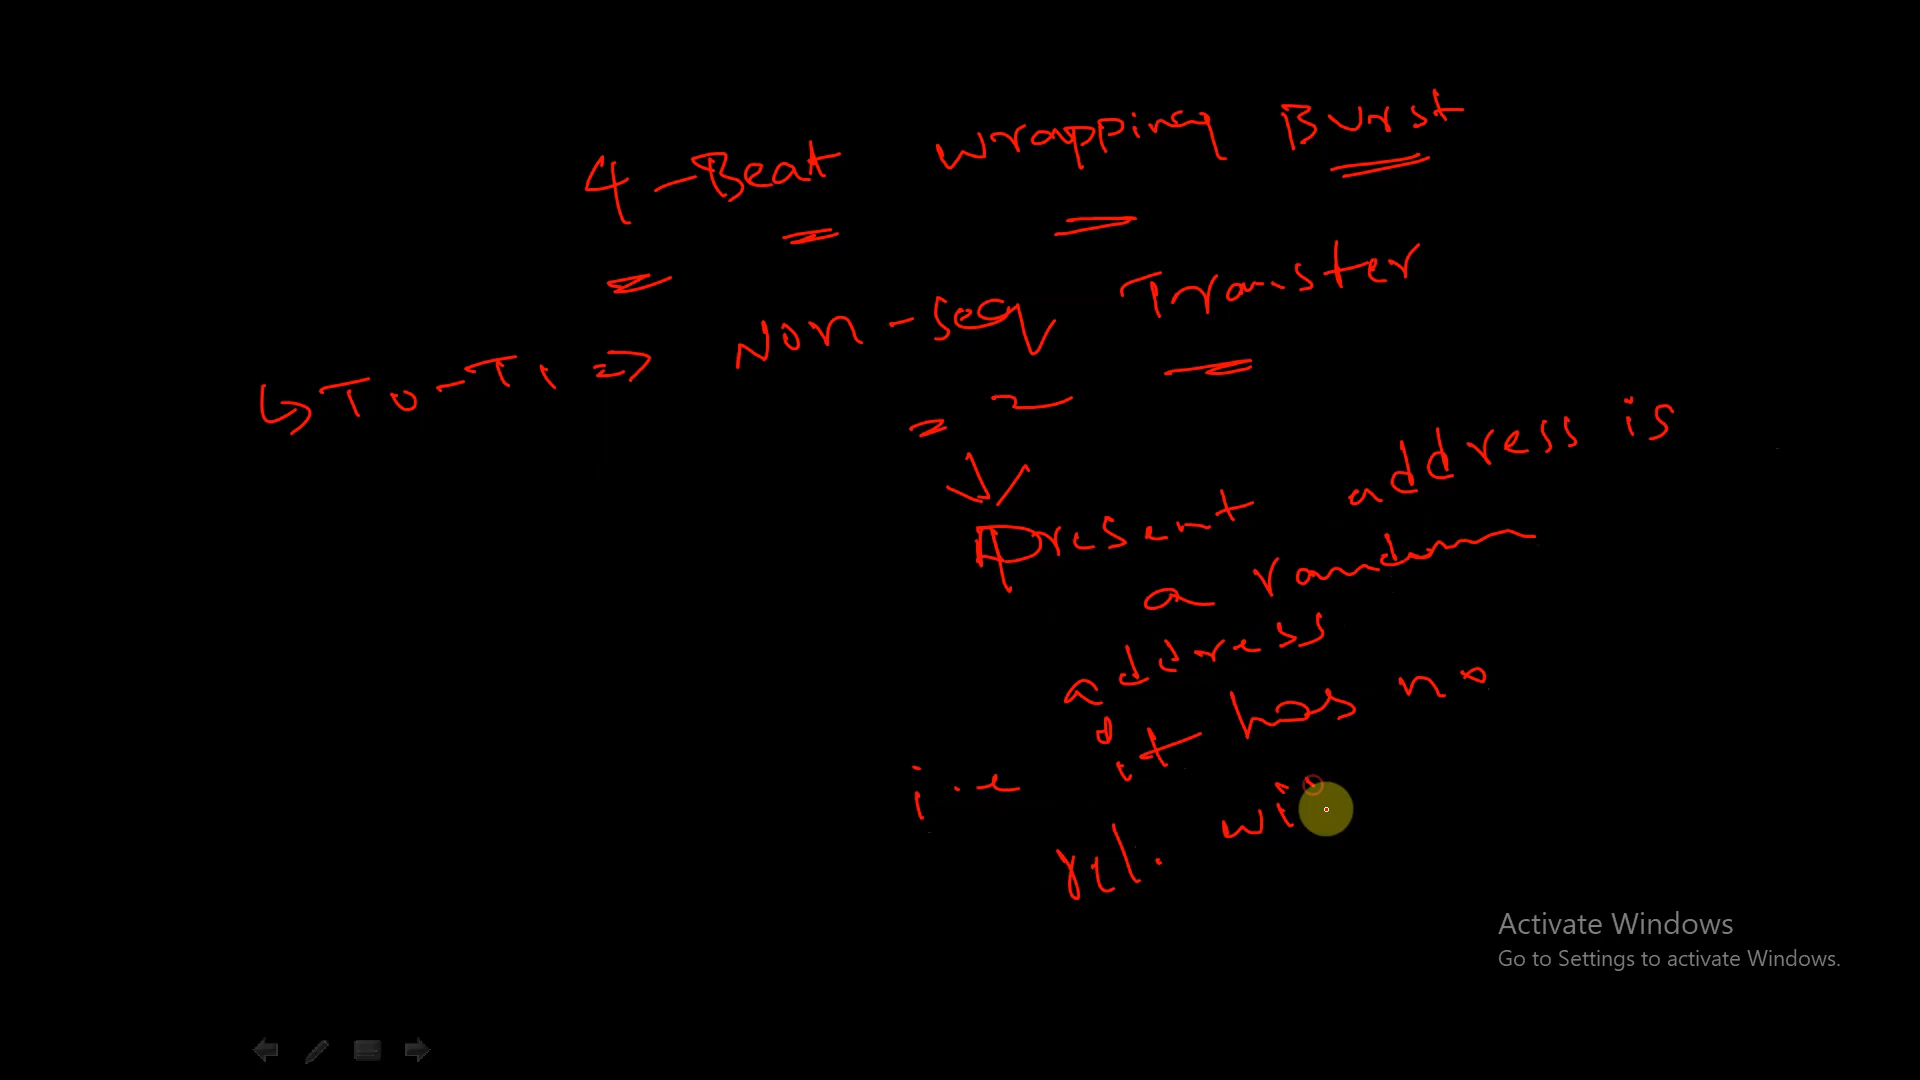 4-Beat wrapping Burst
↳ T0-T1 => Non-seq Transfer
Present address is
a random
address
i.e it has no
rel. wi
Activate Windows
Go to Settings to activate Windows.